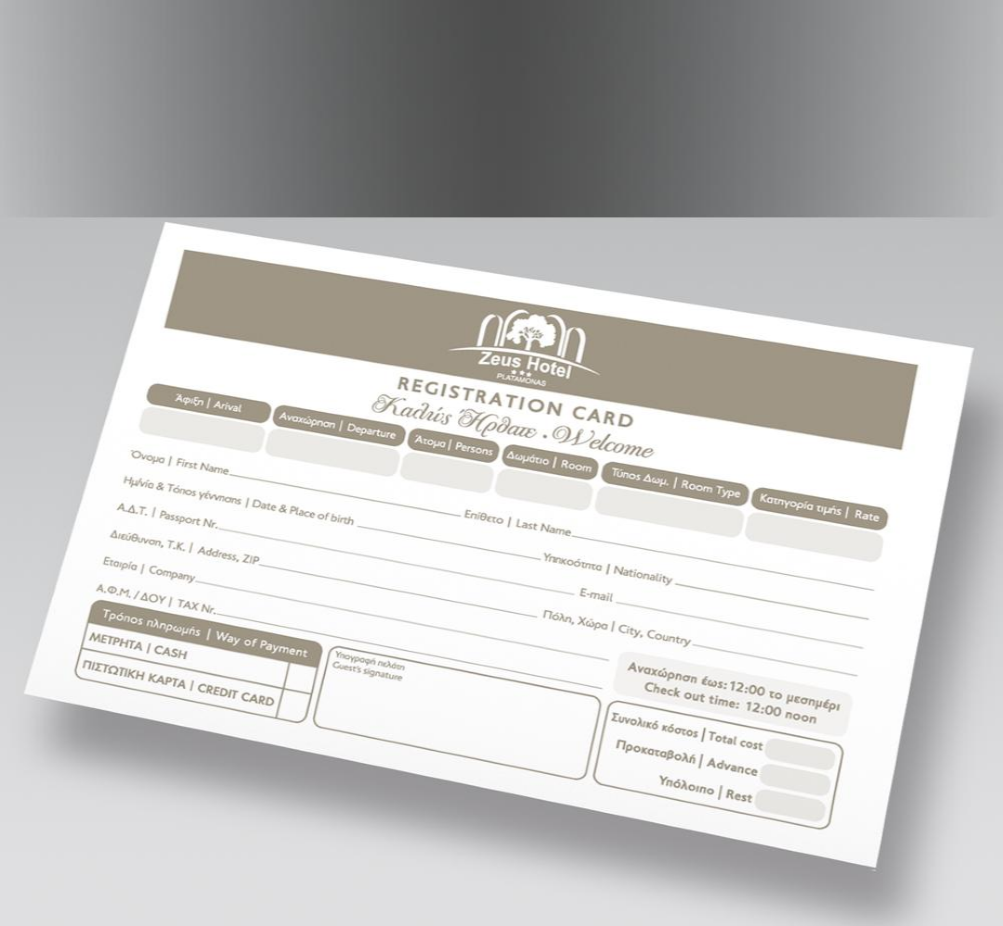 Zeus Hotel
PLATAMONAS
REGISTRATION CARD
Καλώς Ήρθατε • Welcome
Άφιξη | Arival
Αναχώρηση | Departure
Άτομα | Persons
Δωμάτιο | Room
Τύπος Δωμ. | Room Type
Κατηγορία τιμής | Rate
Όνομα | First Name
Επίθετο | Last Name
Ημ/νία & Τόπος γέννησης | Date & Place of birth
Υπηκοότητα | Nationality
Α.Δ.Τ. | Passport Nr.
E-mail
Διεύθυνση, Τ.Κ. | Address, ZIP
Πόλη, Χώρα | City, Country
Εταιρία | Company
Α.Φ.Μ. / ΔΟΥ | TAX Nr.
Τρόπος πληρωμής | Way of Payment
ΜΕΤΡΗΤΑ | CASH
ΠΙΣΤΩΤΙΚΗ ΚΑΡΤΑ | CREDIT CARD
Υπογραφή πελάτη
Guest's signature
Αναχώρηση έως: 12:00 το μεσημέρι
Check out time: 12:00 noon
Συνολικό κόστος | Total cost
Προκαταβολή | Advance
Υπόλοιπο | Rest